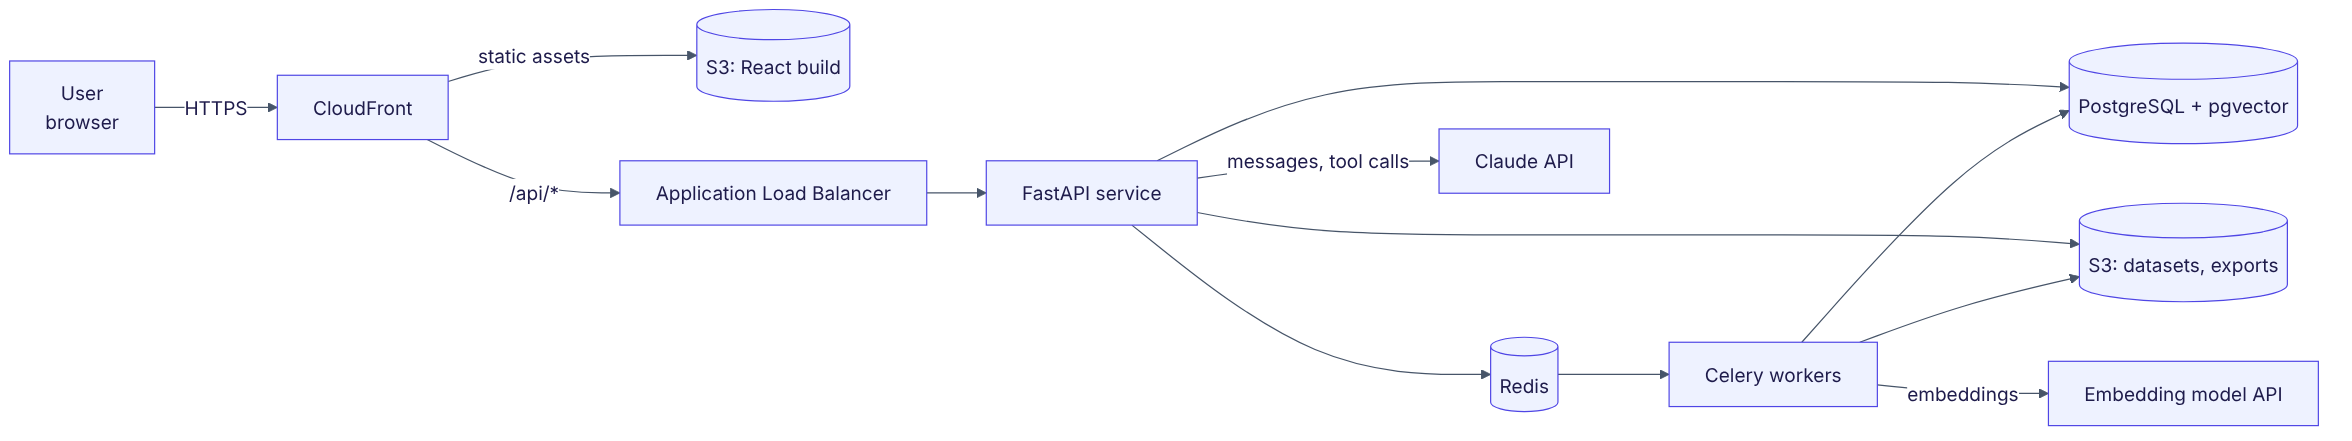 User
browser
HTTPS
CloudFront
static assets
S3: React build
/api/*
Application Load Balancer
FastAPI service
messages, tool calls
Claude API
PostgreSQL + pgvector
S3: datasets, exports
Redis
Celery workers
embeddings
Embedding model API